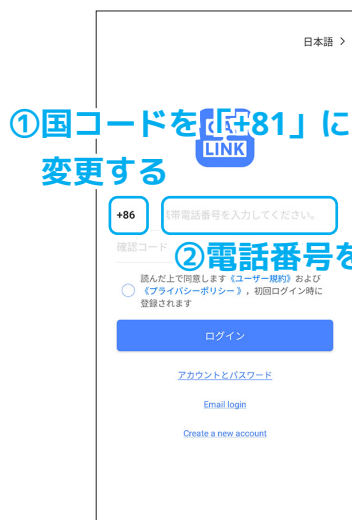 日本語 >
①国コードを「+81」に
変更する
LINK
+86
携帯電話番号を入力してください。
確認コード
②電話番号を
読んだ上で同意します《ユーザー規約》および
《プライバシーポリシー》，初回ログイン時に
登録されます
ログイン
アカウントとパスワード
Email login
Create a new account